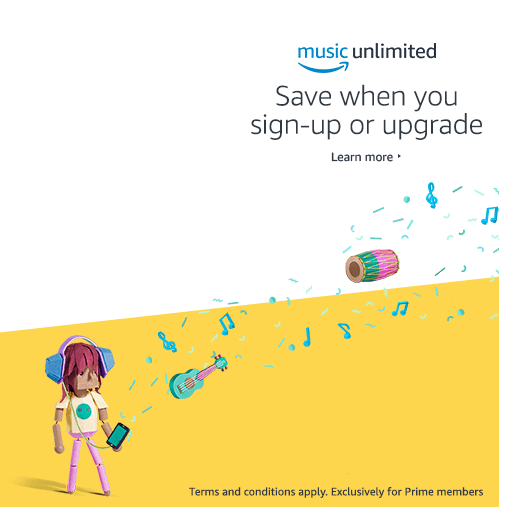 music unlimited
Save when you
sign-up or upgrade
Learn more ‣
Terms and conditions apply. Exclusively for Prime members